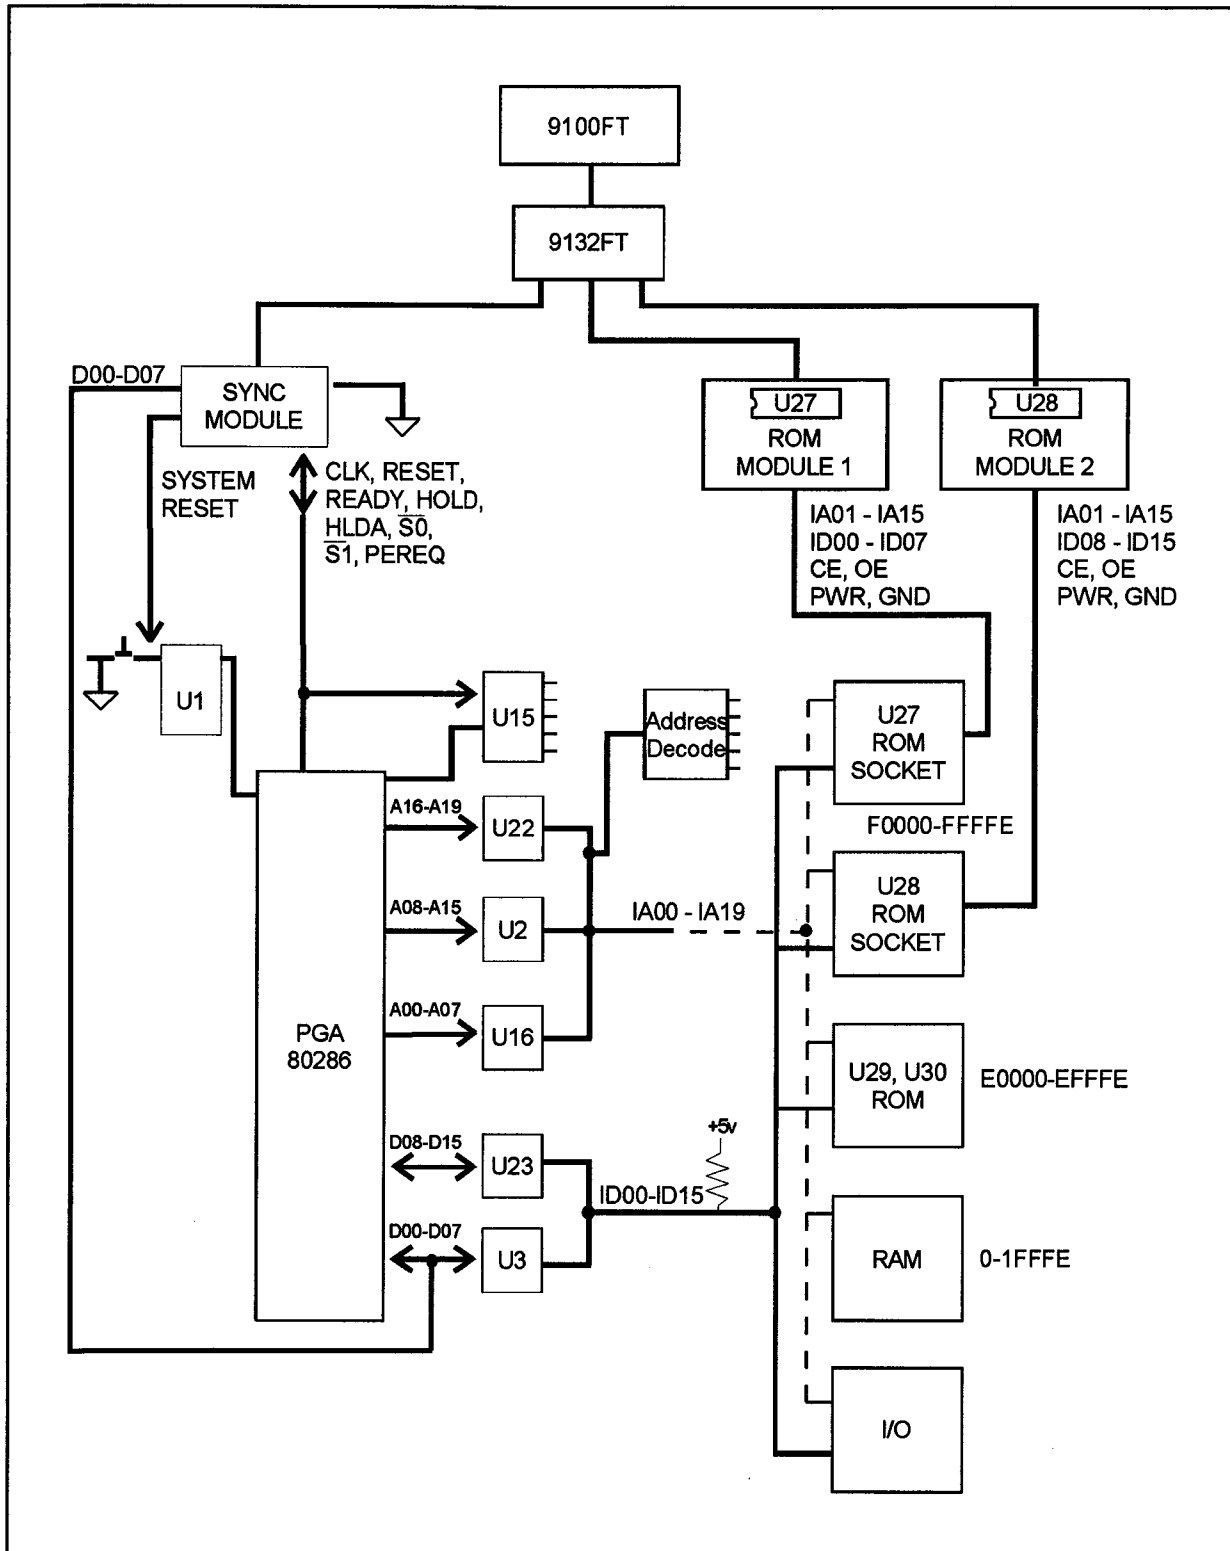 9100FT
9132FT
D00-D07
SYNC
MODULE
U27
ROM
MODULE 1
U28
ROM
MODULE 2
SYSTEM
RESET
CLK, RESET,
READY, HOLD,
HLDA, S̅0̅,
S̅1, PEREQ
IA01 - IA15
ID00 - ID07
CE, OE
PWR, GND
IA01 - IA15
ID08 - ID15
CE, OE
PWR, GND
U1
U15
Address
Decode
U27
ROM
SOCKET
A16-A19
U22
F0000-FFFFE
A08-A15
U2
IA00 - IA19
U28
ROM
SOCKET
A00-A07
U16
PGA
80286
U29, U30
ROM
E0000-EFFFE
+5v
D08-D15
U23
ID00-ID15
D00-D07
U3
RAM
0-1FFFE
I/O